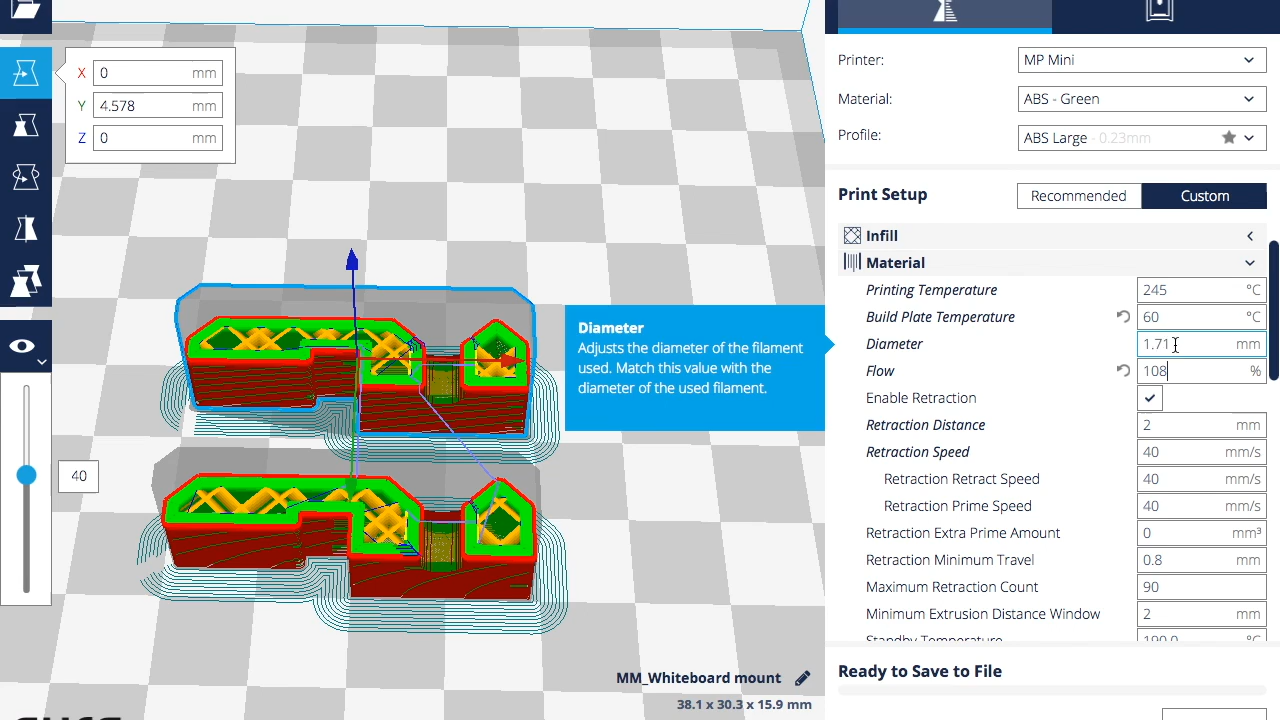 X 0 mm
Y 4.578 mm
Z 0 mm
40
Diameter
Adjusts the diameter of the filament
used. Match this value with the
diameter of the used filament.
MM_Whiteboard mount
38.1 x 30.3 x 15.9 mm
Printer: MP Mini
Material: ABS - Green
Profile: ABS Large - 0.23mm
Print Setup Recommended Custom
Infill
Material
Printing Temperature 245 °C
Build Plate Temperature 60 °C
Diameter 1.71 mm
Flow 108 %
Enable Retraction
Retraction Distance 2 mm
Retraction Speed 40 mm/s
Retraction Retract Speed 40 mm/s
Retraction Prime Speed 40 mm/s
Retraction Extra Prime Amount 0 mm³
Retraction Minimum Travel 0.8 mm
Maximum Retraction Count 90
Minimum Extrusion Distance Window 2 mm
Standby Temperature 190.0 °C
Ready to Save to File